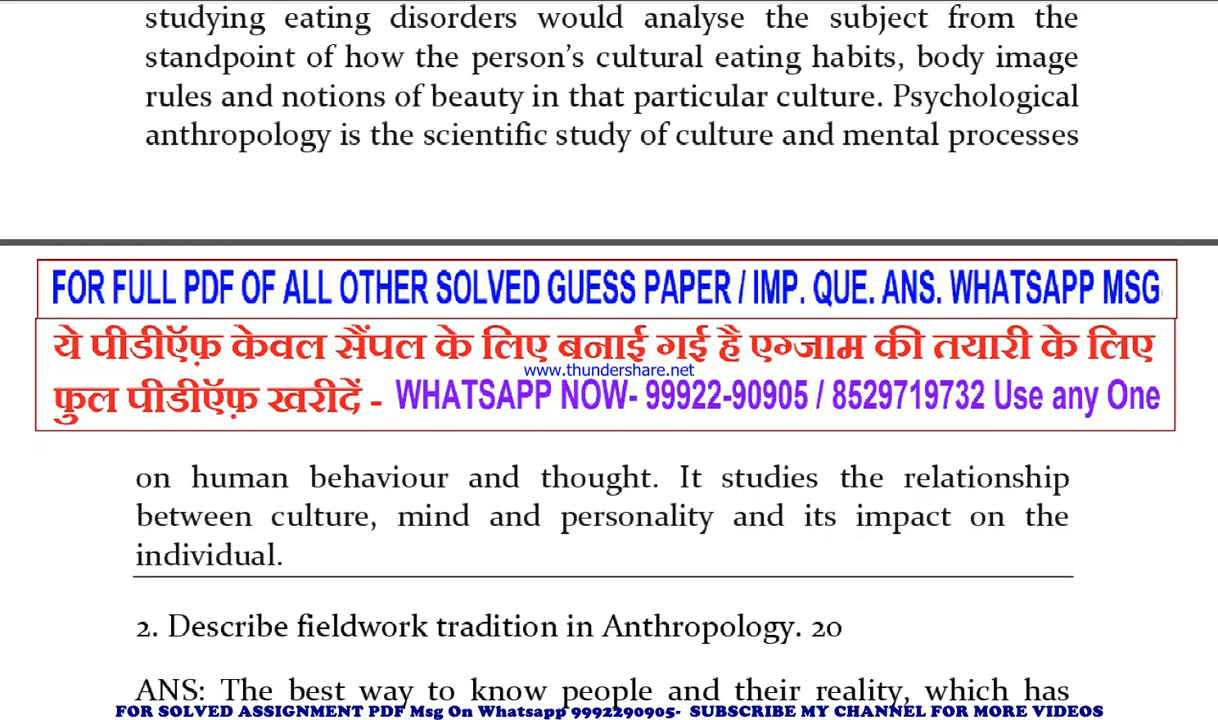 studying eating disorders would analyse the subject from the
standpoint of how the person’s cultural eating habits, body image
rules and notions of beauty in that particular culture. Psychological
anthropology is the scientific study of culture and mental processes
FOR FULL PDF OF ALL OTHER SOLVED GUESS PAPER / IMP. QUE. ANS. WHATSAPP MSG
ये पीडीऍफ़ केवल सैंपल के लिए बनाई गई है एग्जाम की तयारी के लिए
www.thundershare.net
फुल पीडीऍफ़ खरीदें - WHATSAPP NOW- 99922-90905 / 8529719732 Use any One
on human behaviour and thought. It studies the relationship
between culture, mind and personality and its impact on the
individual.
2. Describe fieldwork tradition in Anthropology. 20
ANS: The best way to know people and their reality, which has
FOR SOLVED ASSIGNMENT PDF Msg On Whatsapp 9992290905- SUBSCRIBE MY CHANNEL FOR MORE VIDEOS